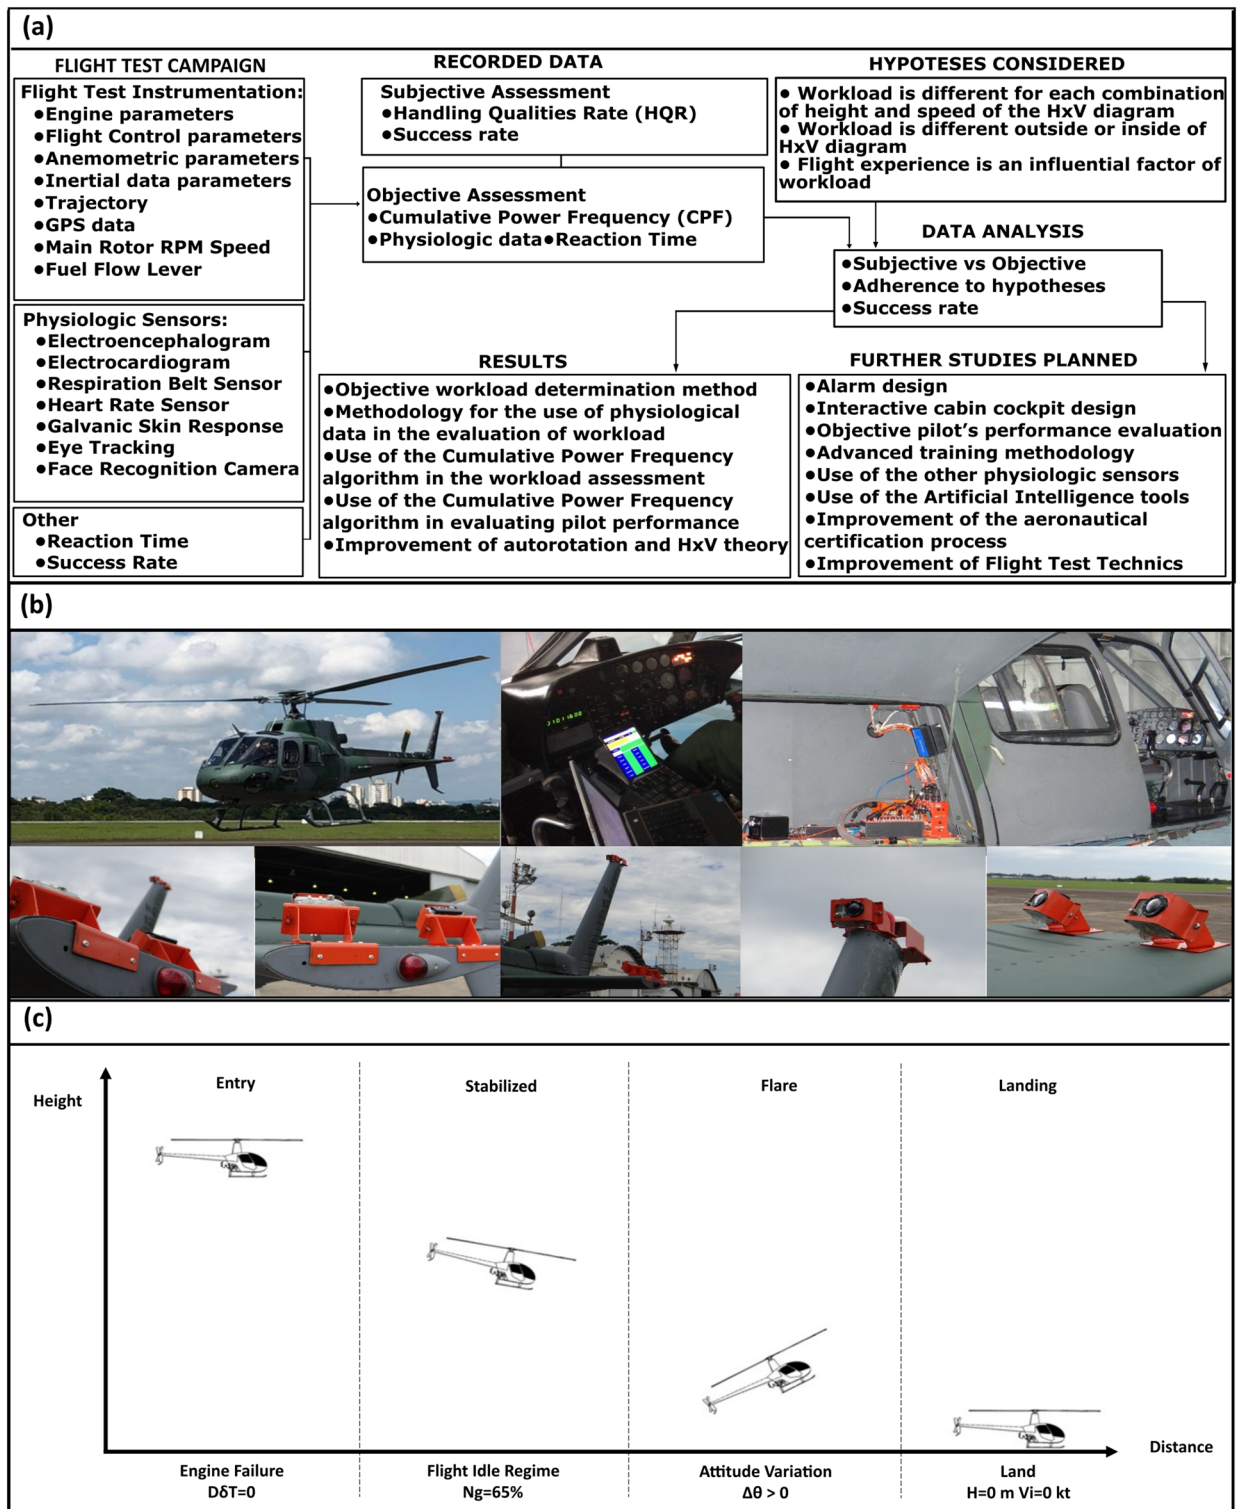 (a)
FLIGHT TEST CAMPAIGN
Flight Test Instrumentation:
●Engine parameters
●Flight Control parameters
●Anemometric parameters
●Inertial data parameters
●Trajectory
●GPS data
●Main Rotor RPM Speed
●Fuel Flow Lever
Physiologic Sensors:
●Electroencephalogram
●Electrocardiogram
●Respiration Belt Sensor
●Heart Rate Sensor
●Galvanic Skin Response
●Eye Tracking
●Face Recognition Camera
Other
●Reaction Time
●Success Rate
RECORDED DATA
Subjective Assessment
●Handling Qualities Rate (HQR)
●Success rate
Objective Assessment
●Cumulative Power Frequency (CPF)
●Physiologic data●Reaction Time
HYPOTESES CONSIDERED
● Workload is different for each combination
of height and speed of the HxV diagram
● Workload is different outside or inside of
HxV diagram
● Flight experience is an influential factor of
workload
DATA ANALYSIS
●Subjective vs Objective
●Adherence to hypotheses
●Success rate
RESULTS
●Objective workload determination method
●Methodology for the use of physiological
data in the evaluation of workload
●Use of the Cumulative Power Frequency
algorithm in the workload assessment
●Use of the Cumulative Power Frequency
algorithm in evaluating pilot performance
●Improvement of autorotation and HxV theory
FURTHER STUDIES PLANNED
●Alarm design
●Interactive cabin cockpit design
●Objective pilot's performance evaluation
●Advanced training methodology
●Use of the other physiologic sensors
●Use of the Artificial Intelligence tools
●Improvement of the aeronautical
certification process
●Improvement of Flight Test Technics
(b)
(c)
Height
Entry
Stabilized
Flare
Landing
Distance
Engine Failure
DδT=0
Flight Idle Regime
Ng=65%
Attitude Variation
Δθ > 0
Land
H=0 m Vi=0 kt